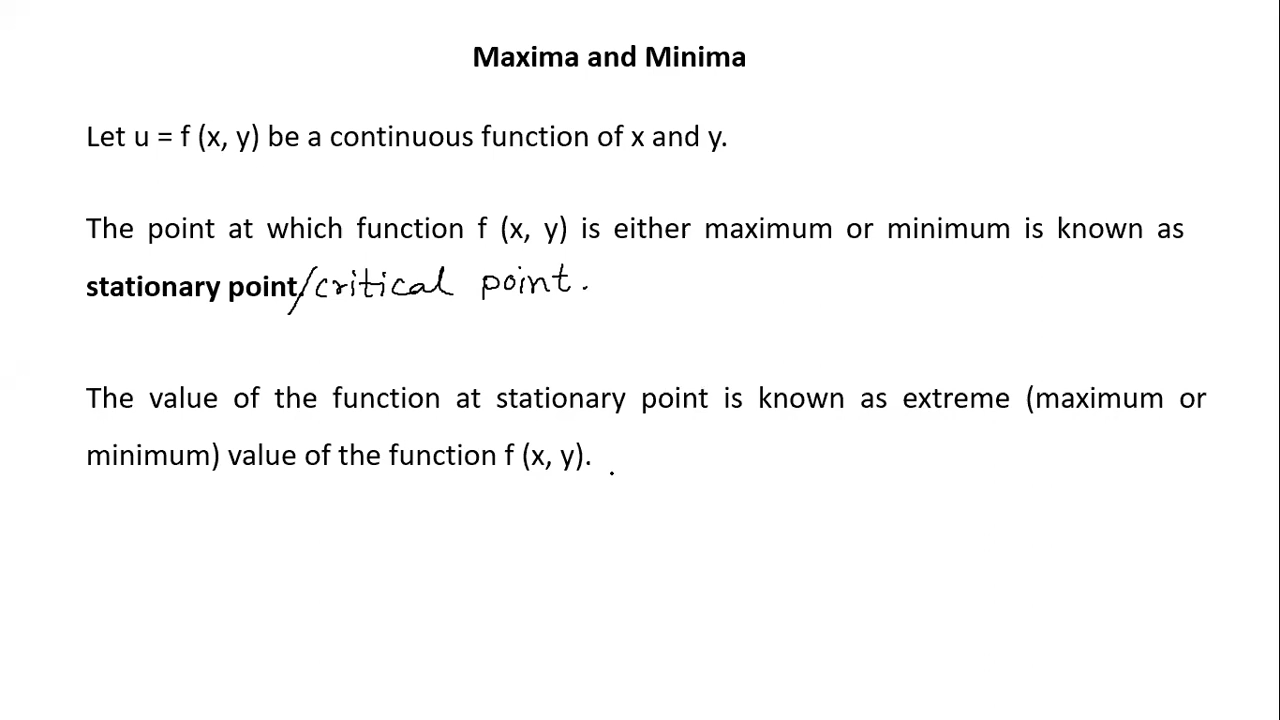 Maxima and Minima
Let u = f (x, y) be a continuous function of x and y.
The point at which function f (x, y) is either maximum or minimum is known as
stationary point/critical point.
The value of the function at stationary point is known as extreme (maximum or
minimum) value of the function f (x, y).